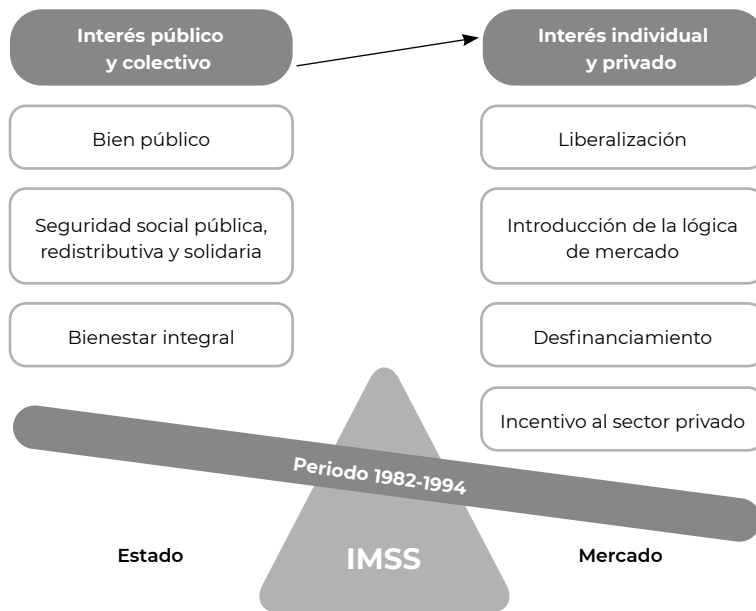 Interés público
y colectivo
Interés individual
y privado
Bien público
Liberalización
Seguridad social pública,
redistributiva y solidaria
Introducción de la lógica
de mercado
Bienestar integral
Desfinanciamiento
Incentivo al sector privado
Periodo 1982-1994
Estado
IMSS
Mercado